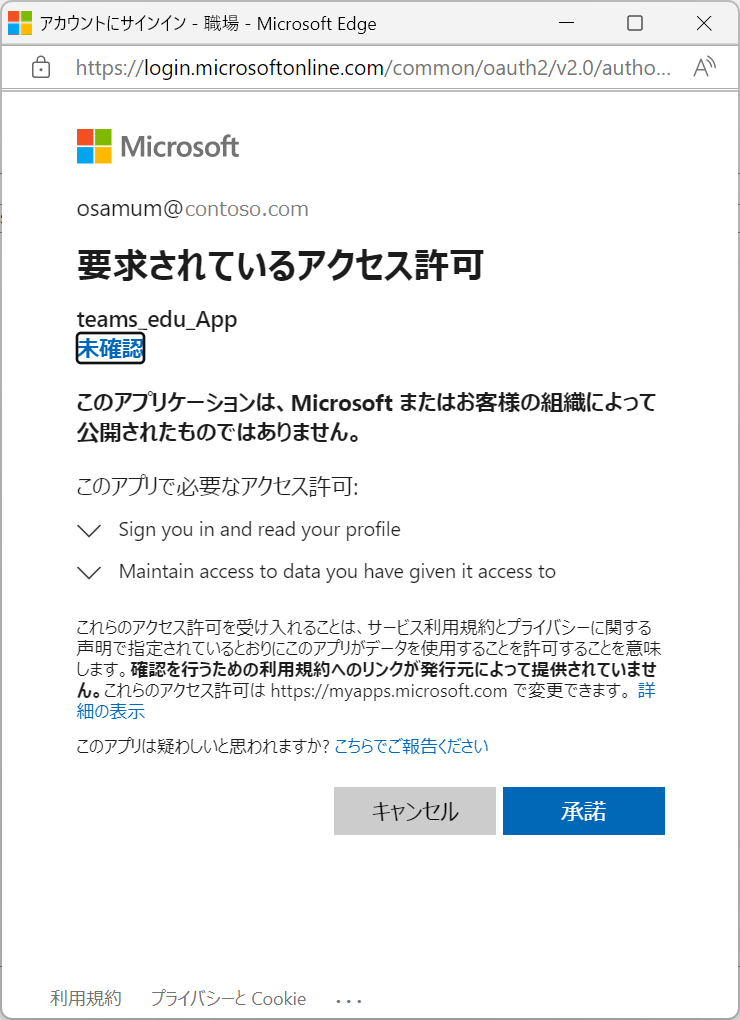 アカウントにサインイン - 職場 - Microsoft Edge
https://login.microsoftonline.com/common/oauth2/v2.0/autho...
Microsoft
osamum@contoso.com
要求されているアクセス許可
teams_edu_App
未確認
このアプリケーションは、Microsoft またはお客様の組織によって
公開されたものではありません。
このアプリで必要なアクセス許可:
Sign you in and read your profile
Maintain access to data you have given it access to
これらのアクセス許可を受け入れることは、サービス利用規約とプライバシーに関する
声明で指定されているとおりにこのアプリがデータを使用することを許可することを意味
します。確認を行うための利用規約へのリンクが発行元によって提供されていませ
ん。これらのアクセス許可は https://myapps.microsoft.com で変更できます。詳
細の表示
このアプリは疑わしいと思われますか? こちらでご報告ください
キャンセル 承諾
利用規約 プライバシーと Cookie ...